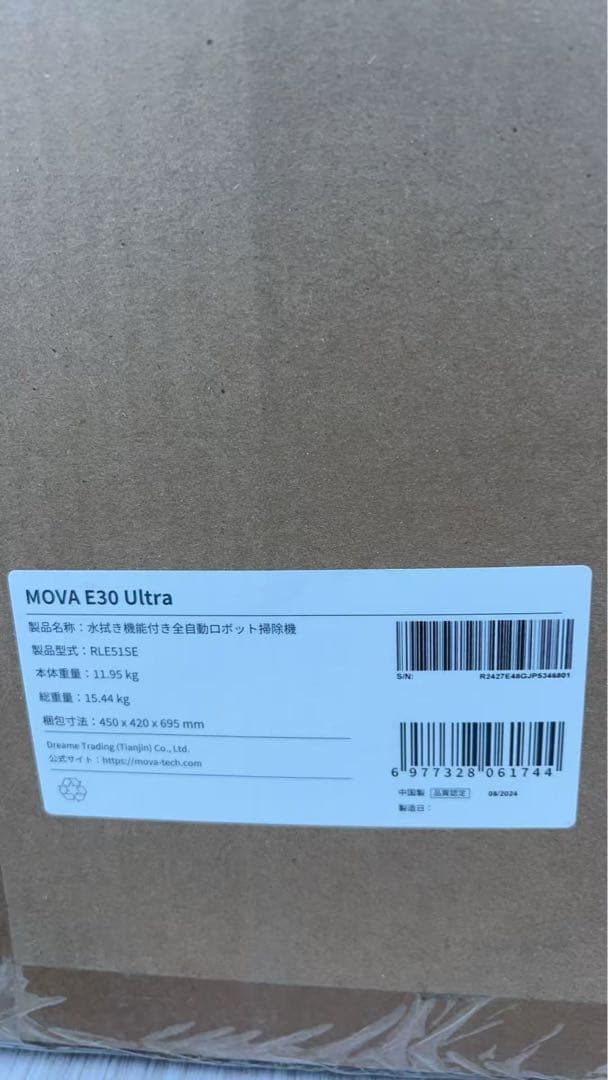 MOVA E30 Ultra
製品名称：水拭き機能付き全自動ロボット掃除機
製品型式：RLE51SE
本体重量：11.95 kg
総重量：15.44 kg
梱包寸法：450 x 420 x 695 mm
Dreame Trading (Tianjin) Co., Ltd.
公式サイト：https://mova-tech.com
S/N: R2427E48GJP5346801
6 977328 061744
中国製 品質認定 08/2024
製造日：